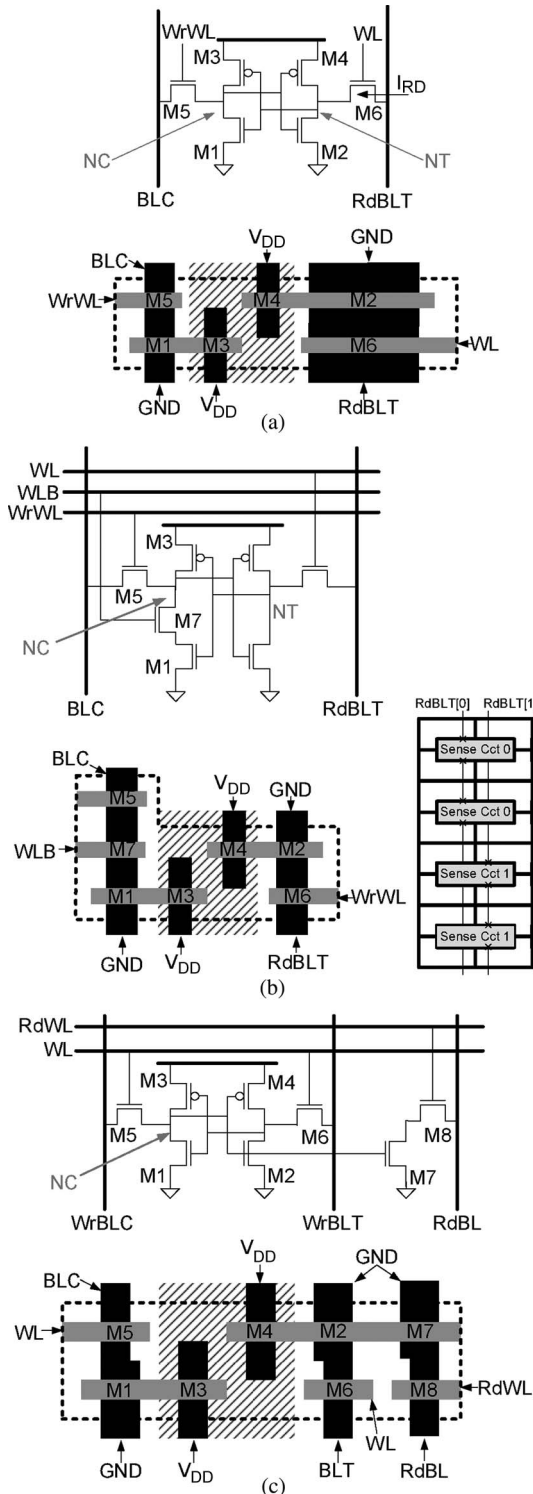 WrWL WL
M3 M4
I_RD
M5 M6
NC M1 M2 NT
BLC RdBLT
V_DD GND
BLC
WrWL M5 M4 M2
M1 M3 M6 WL
GND V_DD RdBLT
(a)
WL
WLB
WrWL
M3
M5
M7
NC NT
M1
BLC RdBLT
RdBLT[0] RdBLT[1
Sense Cct 0
Sense Cct 0
Sense Cct 1
Sense Cct 1
BLC
V_DD GND
M5
WLB M7 M4 M2
M1 M3 M6 WrWL
GND V_DD RdBLT
(b)
RdWL
WL
M3 M4
M5 M6 M8
NC M1 M2 M7
WrBLC WrBLT RdBL
V_DD GND
BLC
WL M5 M4 M2 M7
M1 M3 M6 M8 RdWL
WL
GND V_DD BLT RdBL
(c)